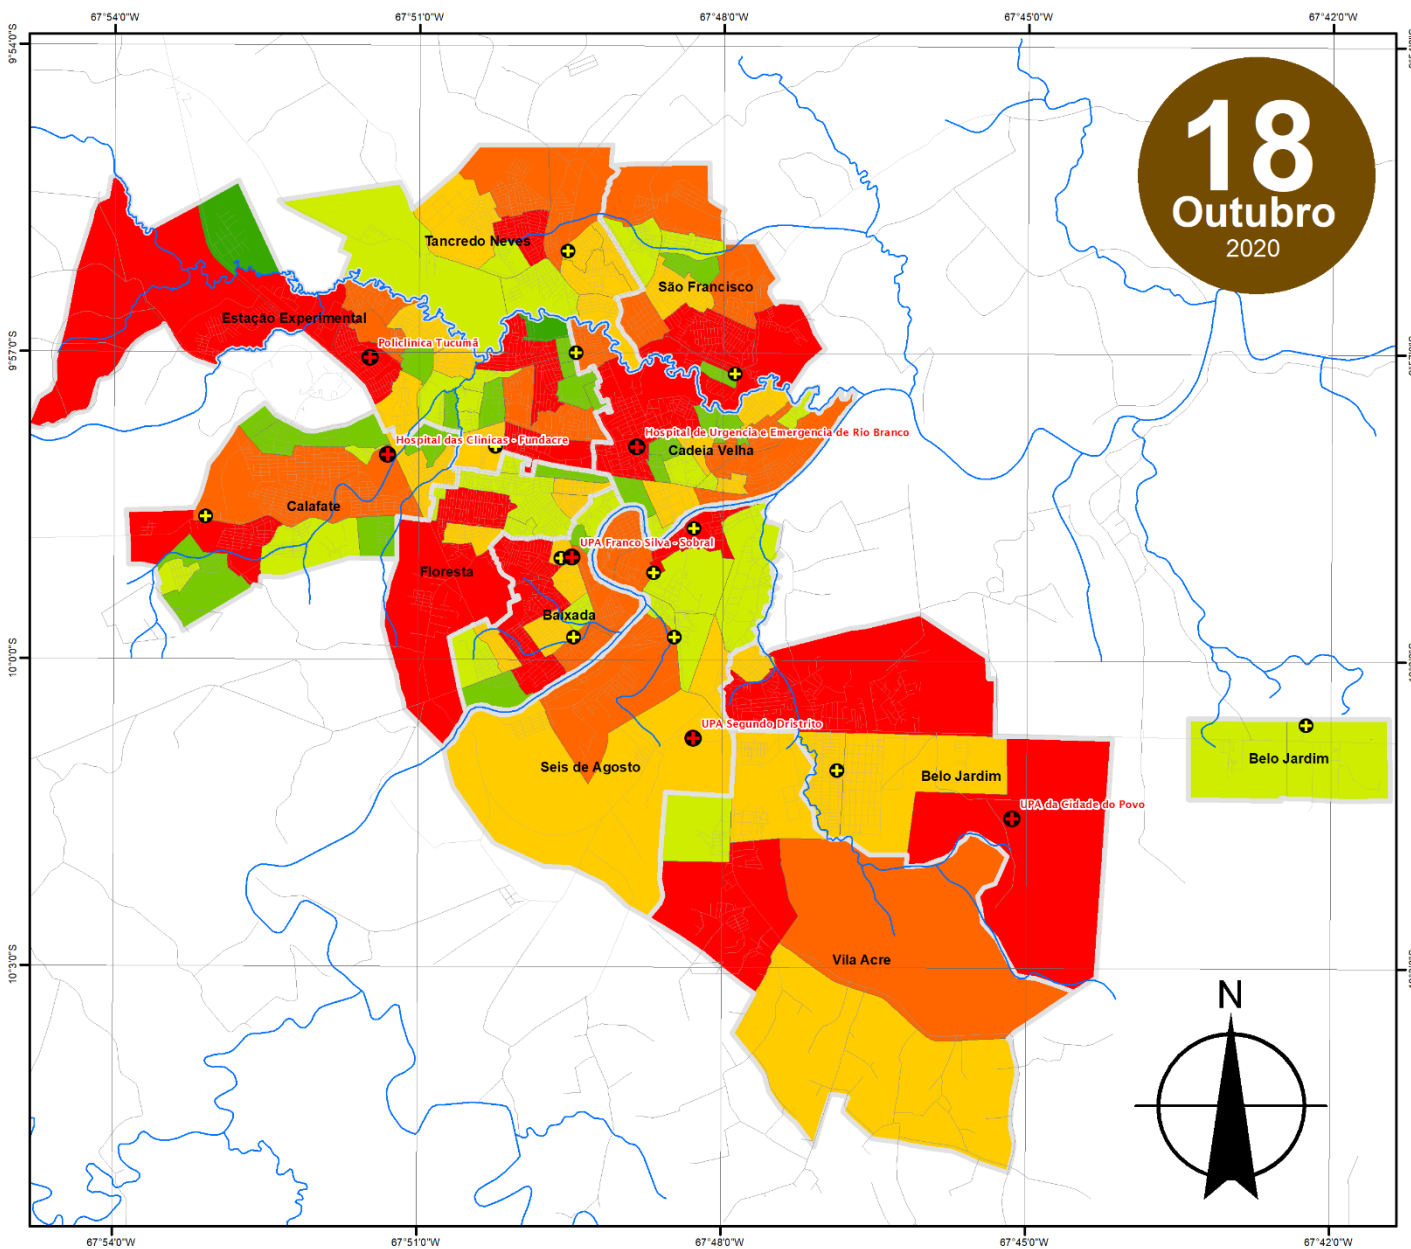 67°54'0"W
67°51'0"W
67°48'0"W
67°45'0"W
67°42'0"W
9°54'0"S
18
Outubro
2020
Tancredo Neves
São Francisco
Estação Experimental
Policlinica Tucumã
9°57'0"S
Hospital das Clinicas - Fundacre
Hospital de Urgencia e Emergencia de Rio Branco
Cadeia Velha
Calafate
UPA Franco Silva - Sobral
Floresta
Baixada
10°0'0"S
UPA Segundo Dristrito
Seis de Agosto
Belo Jardim
Belo Jardim
UPA da Cidade do Povo
Vila Acre
10°3'0"S
N
67°54'0"W
67°51'0"W
67°48'0"W
67°45'0"W
67°42'0"W